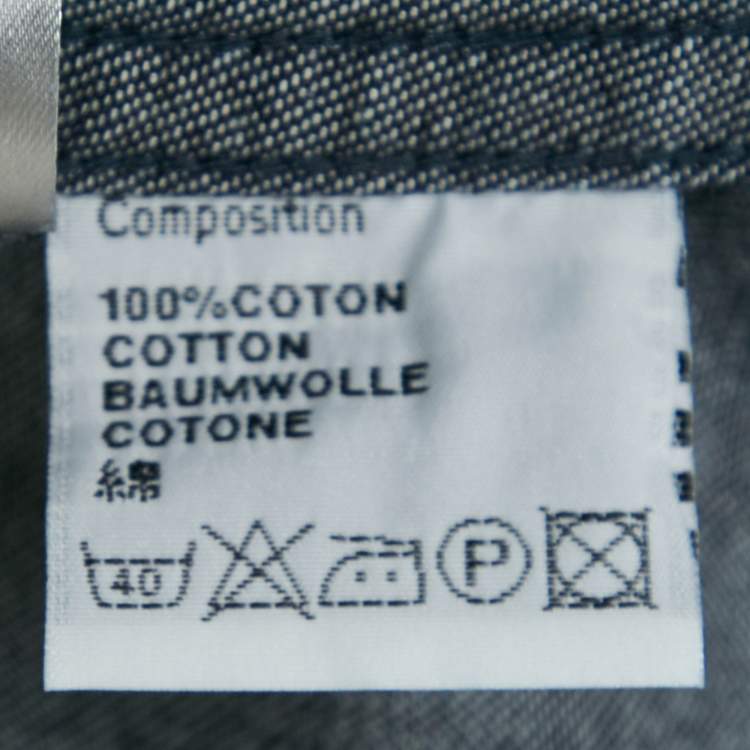 Composition
100%COTON
COTTON
BAUMWOLLE
COTONE
綿
40 P